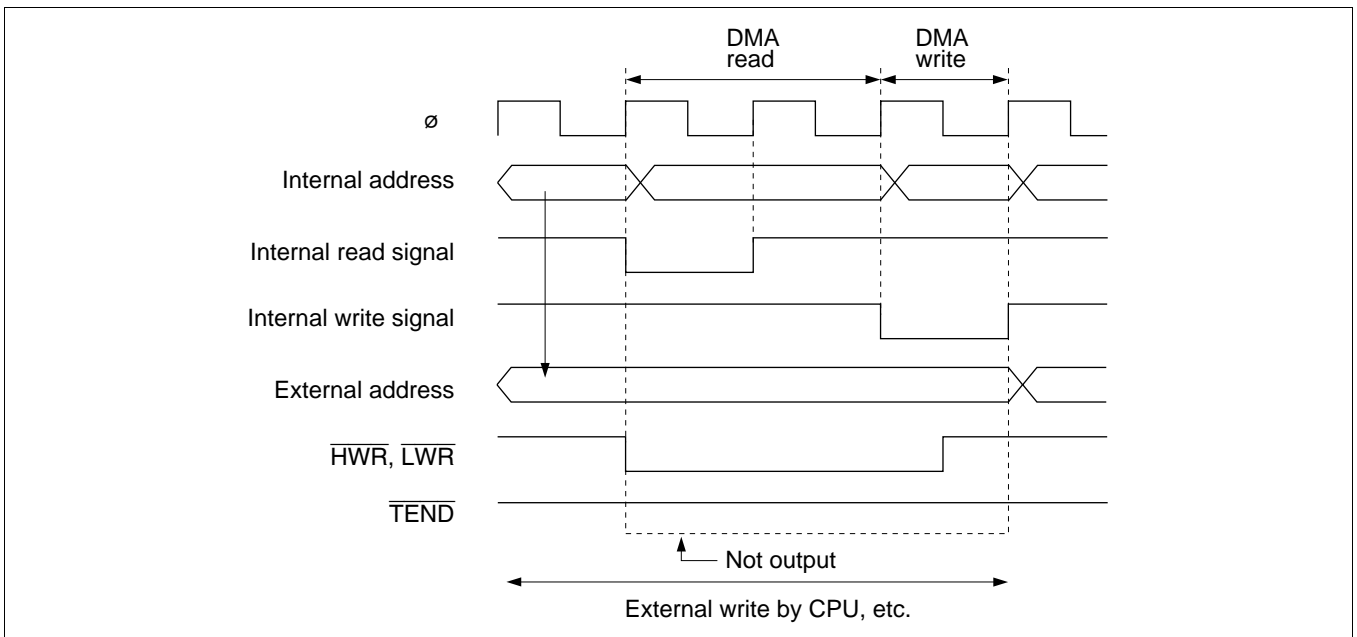 DMA
read
DMA
write
ø
Internal address
Internal read signal
Internal write signal
External address
HWR, LWR
TEND
Not output
External write by CPU, etc.